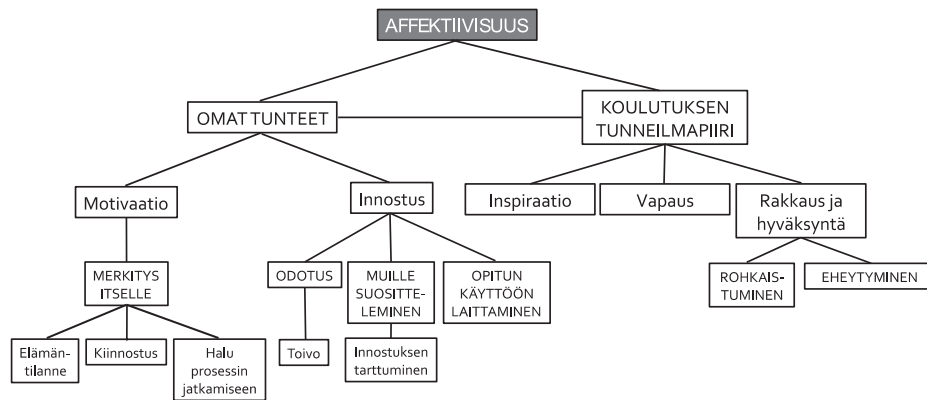 AFFEKTIIVISUUS
OMAT TUNTEET
KOULUTUKSEN
TUNNEILMAPIIRI
Motivaatio
Innostus
Inspiraatio
Vapaus
Rakkaus ja
hyväksyntä
MERKITYS
ITSELLE
ODOTUS
MUILLE
SUOSITTE-
LEMINEN
OPITUN
KÄYTTÖÖN
LAITTAMINEN
ROHKAIS-
TUMINEN
EHEYTYMINEN
Elämän-
tilanne
Kiinnostus
Halu
prosessin
jatkamiseen
Toivo
Innostuksen
tarttuminen